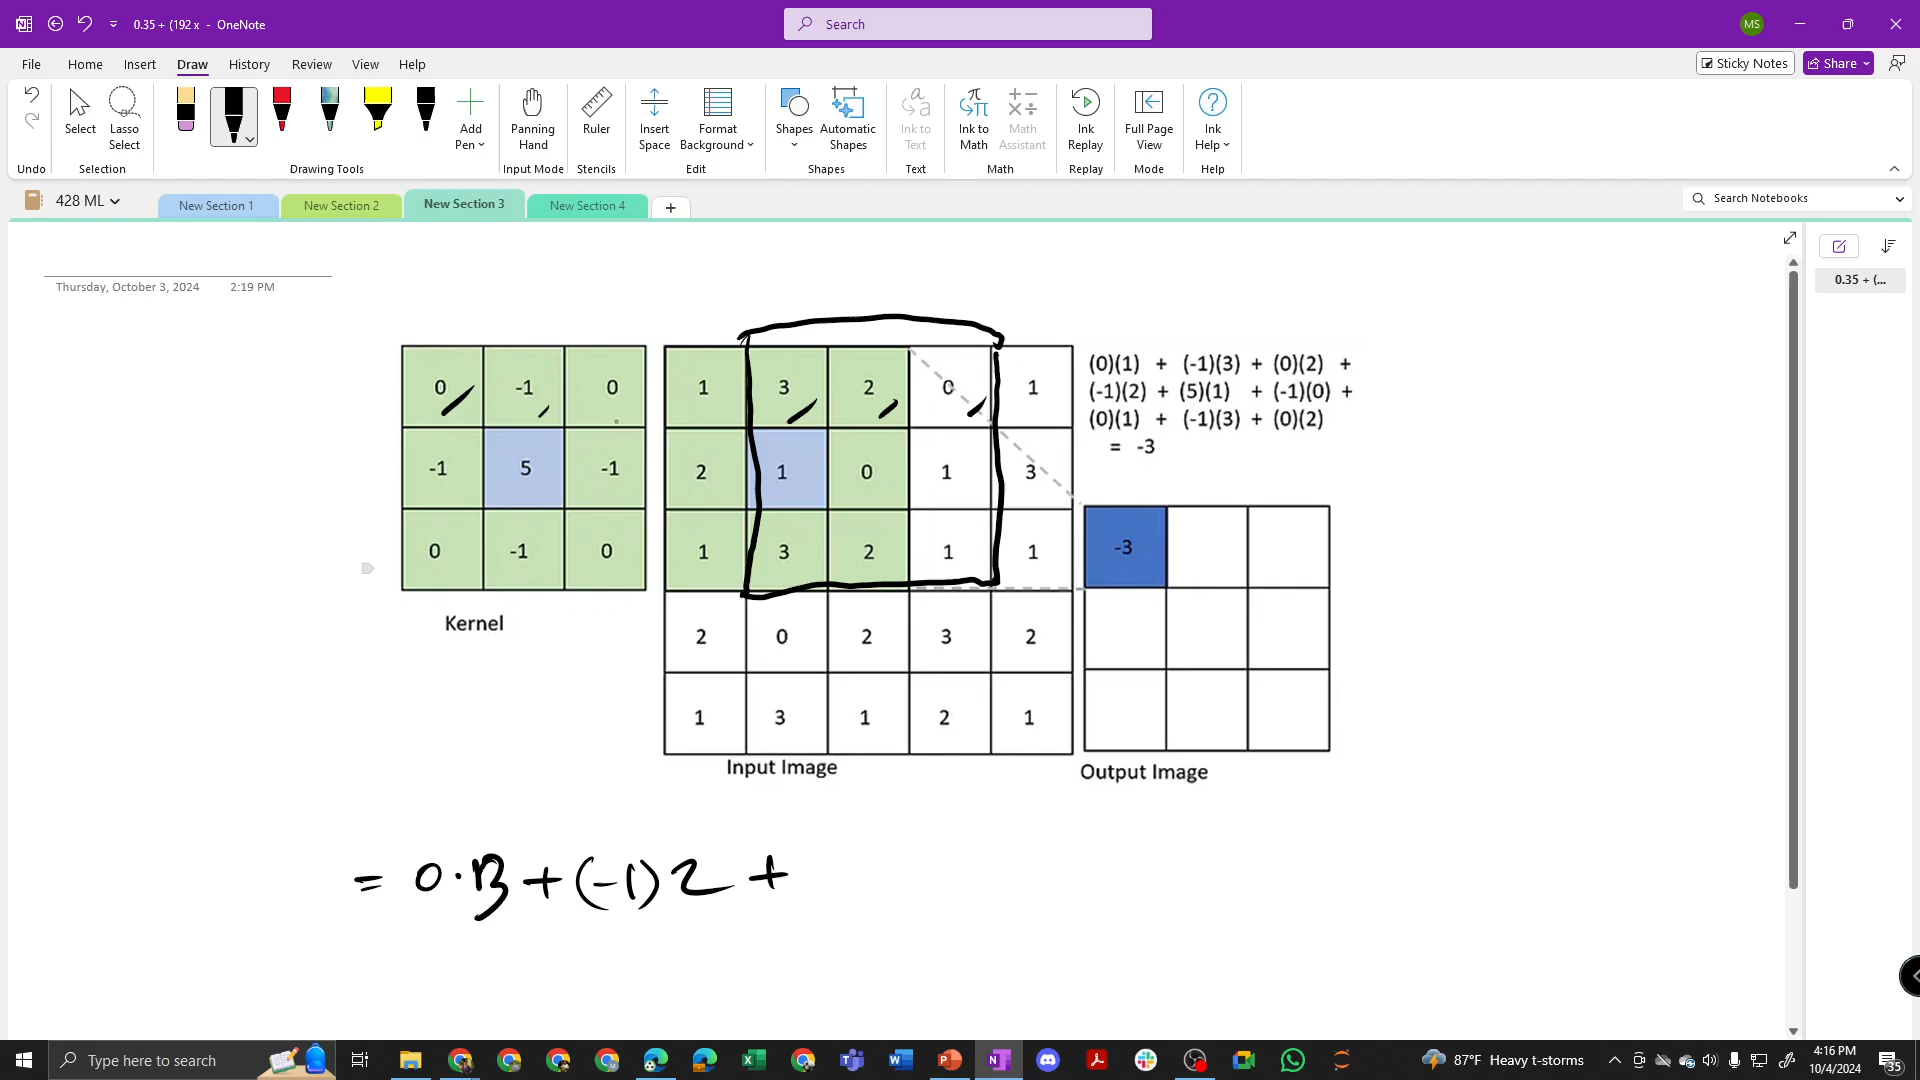 0.35 + (192 x - OneNote
Search
MS
File Home Insert Draw History Review View Help
Sticky Notes Share
Undo
Select
Lasso Select
Selection
Add Pen
Drawing Tools
Panning Hand
Input Mode
Ruler
Stencils
Insert Space
Format Background
Edit
Shapes
Automatic Shapes
Shapes
Ink to Text
Text
Ink to Math
Math Assistant
Math
Ink Replay
Replay
Full Page View
Mode
Ink Help
Help
428 ML
New Section 1 New Section 2 New Section 3 New Section 4 +
Search Notebooks
0.35 + (...
Thursday, October 3, 2024 2:19 PM
0 -1 0
-1 5 -1
0 -1 0
Kernel
1 3 2 0 1
2 1 0 1 3
1 3 2 1 1
2 0 2 3 2
1 3 1 2 1
Input Image
(0)(1) + (-1)(3) + (0)(2) +
(-1)(2) + (5)(1) + (-1)(0) +
(0)(1) + (-1)(3) + (0)(2)
= -3
-3
Output Image
= 0·3 + (-1) 2 +
Type here to search
87°F Heavy t-storms
4:16 PM
10/4/2024
35